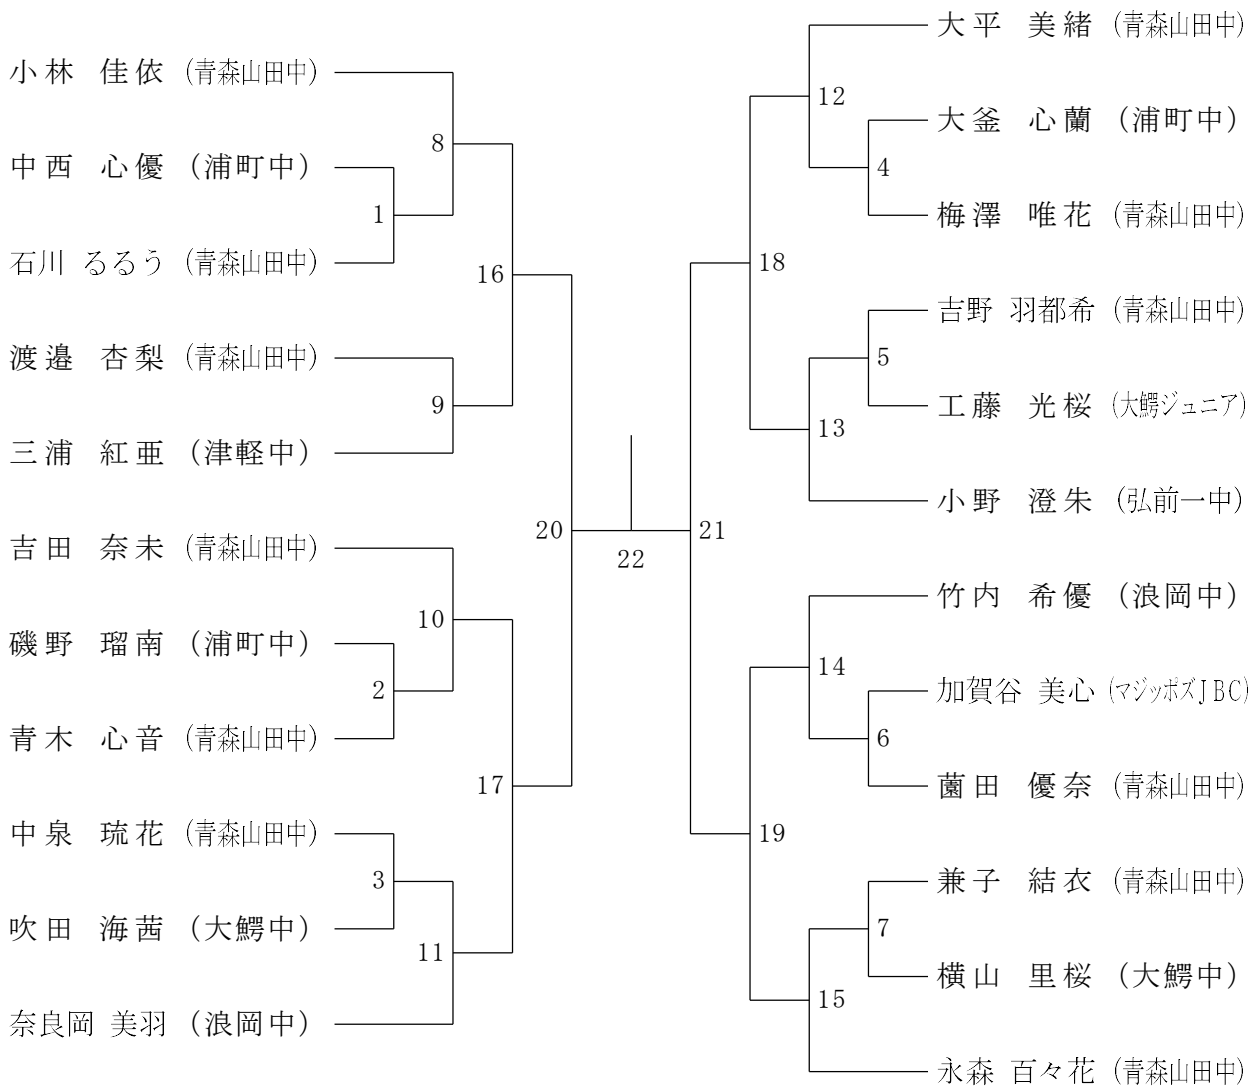 小林 佳依 (青森山田中)
8
中西 心優 (浦町中)
1
石川 るるう (青森山田中)
16
渡邉 杏梨 (青森山田中)
9
三浦 紅亜 (津軽中)
20
吉田 奈未 (青森山田中)
10
磯野 瑠南 (浦町中)
2
青木 心音 (青森山田中)
17
中泉 琉花 (青森山田中)
3
吹田 海茜 (大鰐中)
11
奈良岡 美羽 (浪岡中)
22
大平 美緒 (青森山田中)
12
大釜 心蘭 (浦町中)
4
梅澤 唯花 (青森山田中)
18
吉野 羽都希 (青森山田中)
5
工藤 光桜 (大鰐ジュニア)
13
小野 澄朱 (弘前一中)
21
竹内 希優 (浪岡中)
14
加賀谷 美心 (マジッポズJBC)
6
薗田 優奈 (青森山田中)
19
兼子 結衣 (青森山田中)
7
横山 里桜 (大鰐中)
15
永森 百々花 (青森山田中)